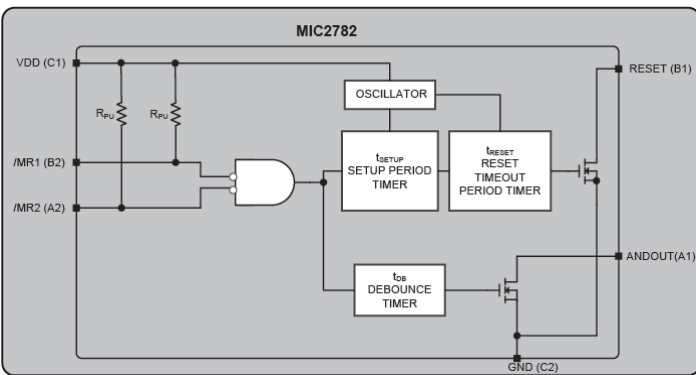 MIC2782
VDD (C1)
RESET (B1)
OSCILLATOR
RPU
RPU
tSETUP
SETUP PERIOD
TIMER
tRESET
RESET
TIMEOUT
PERIOD TIMER
/MR1 (B2)
/MR2 (A2)
ANDOUT(A1)
tDB
DEBOUNCE
TIMER
GND (C2)